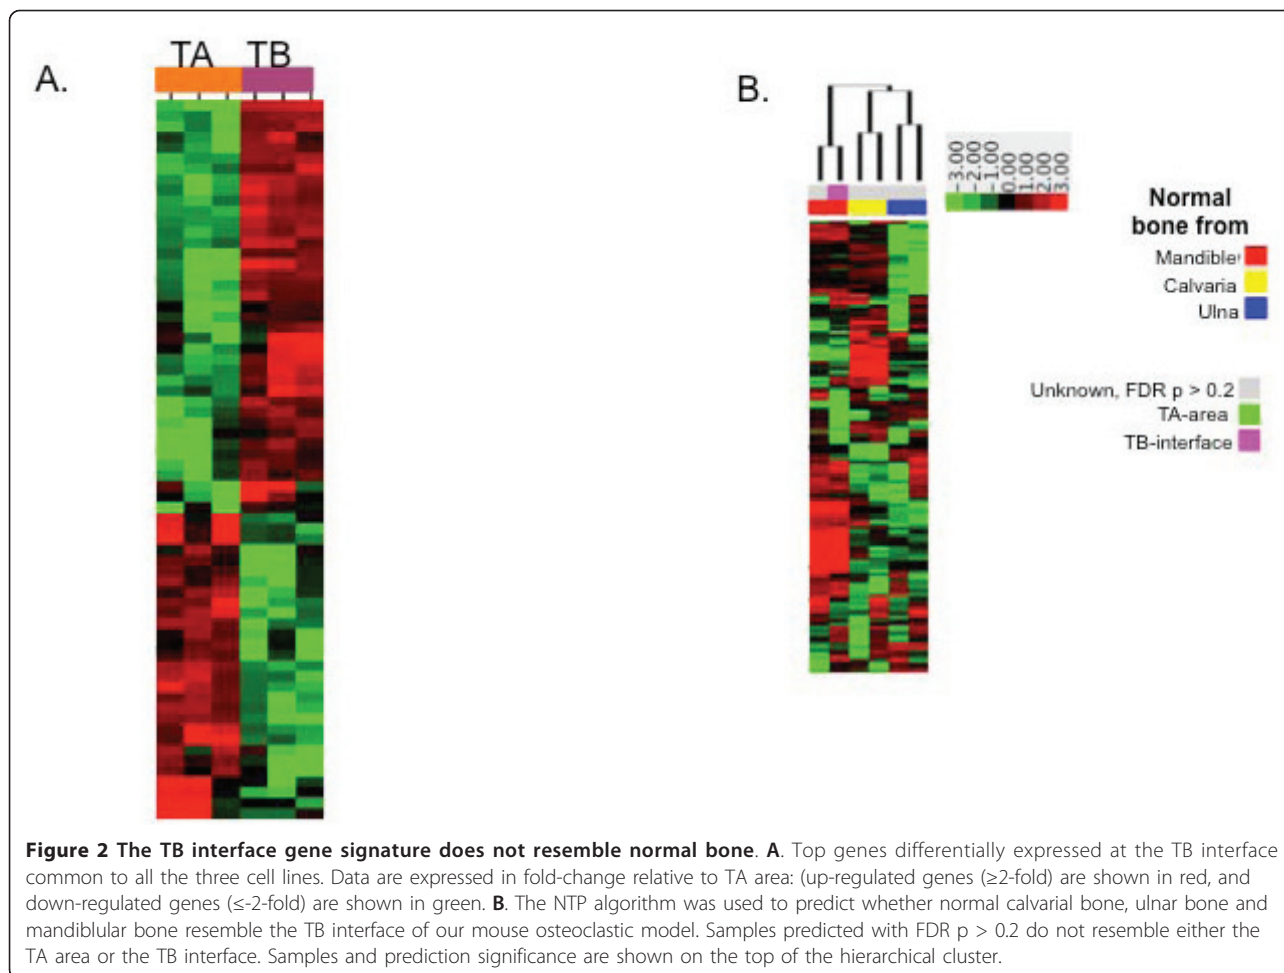 A.
TA TB
B.
-3.00
-2.00
-1.00
0.00
1.00
2.00
3.00
Normal
bone from
Mandible
Calvaria
Ulna
Unknown, FDR p > 0.2
TA-area
TB-interface
Figure 2 The TB interface gene signature does not resemble normal bone. A. Top genes differentially expressed at the TB interface
common to all the three cell lines. Data are expressed in fold-change relative to TA area: (up-regulated genes (≥2-fold) are shown in red, and
down-regulated genes (≤-2-fold) are shown in green. B. The NTP algorithm was used to predict whether normal calvarial bone, ulnar bone and
mandiblular bone resemble the TB interface of our mouse osteoclastic model. Samples predicted with FDR p > 0.2 do not resemble either the
TA area or the TB interface. Samples and prediction significance are shown on the top of the hierarchical cluster.